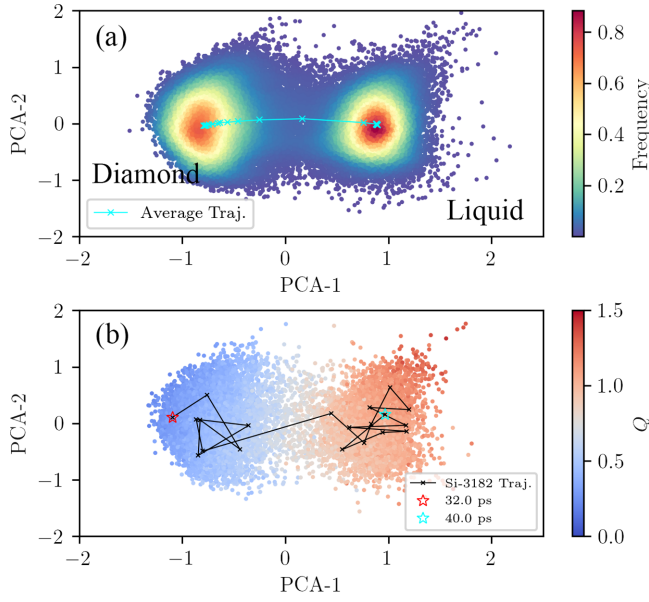 (a)
2
1
0
−1
−2
PCA-2
Diamond
Liquid
Average Traj.
−2
−1
0
1
2
PCA-1
0.8
0.6
0.4
0.2
Frequency
(b)
2
1
0
−1
−2
PCA-2
Si-3182 Traj.
32.0 ps
40.0 ps
−2
−1
0
1
2
PCA-1
1.5
1.0
0.5
0.0
Q